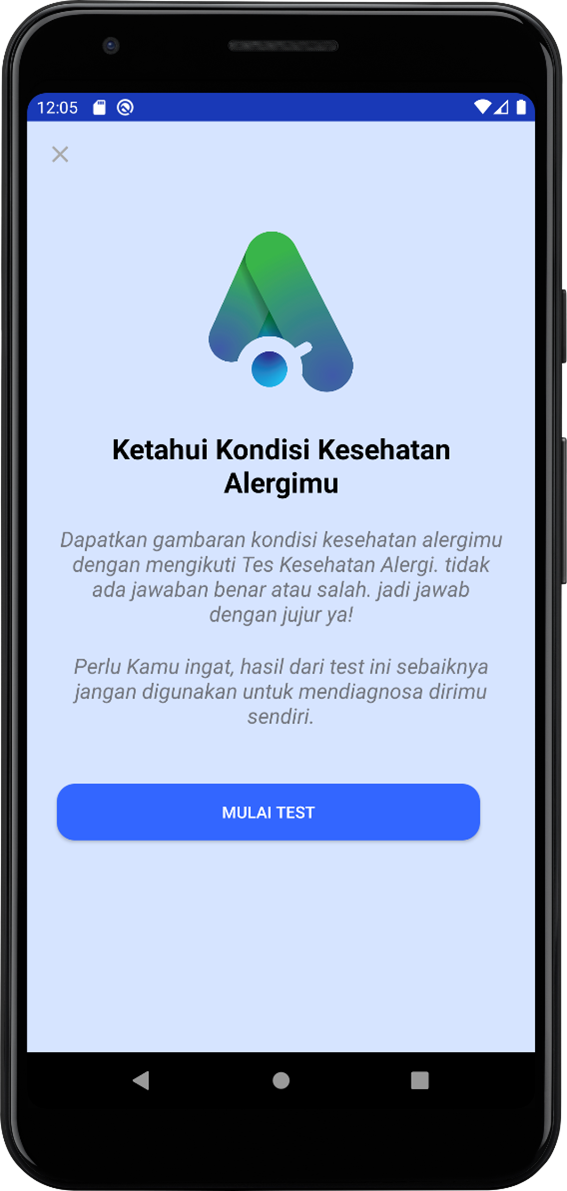 12:05
Ketahui Kondisi Kesehatan
Alergimu
Dapatkan gambaran kondisi kesehatan alergimu
dengan mengikuti Tes Kesehatan Alergi. tidak
ada jawaban benar atau salah. jadi jawab
dengan jujur ya!
Perlu Kamu ingat, hasil dari test ini sebaiknya
jangan digunakan untuk mendiagnosa dirimu
sendiri.
MULAI TEST